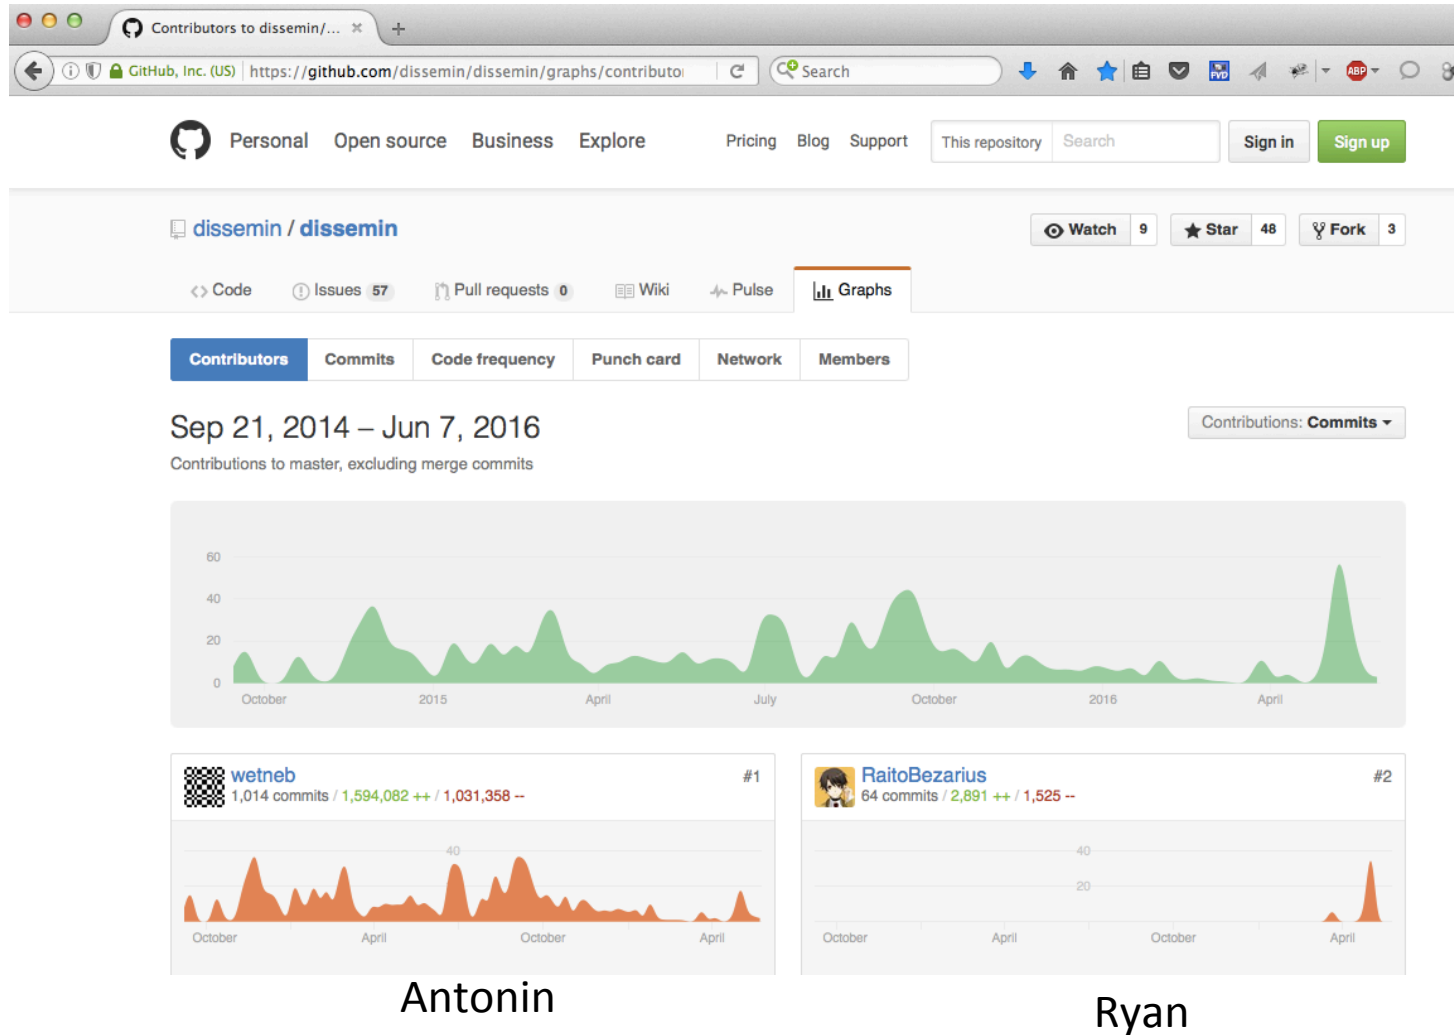 Contributors to dissemin/... ×
GitHub, Inc. (US) https://github.com/dissemin/dissemin/graphs/contributo Search
Personal Open source Business Explore Pricing Blog Support This repository Search Sign in Sign up
dissemin / dissemin Watch 9 Star 48 Fork 3
<> Code Issues 57 Pull requests 0 Wiki Pulse Graphs
Contributors Commits Code frequency Punch card Network Members
Sep 21, 2014 – Jun 7, 2016 Contributions: Commits
Contributions to master, excluding merge commits
60
40
20
0
October 2015 April July October 2016 April
wetneb #1
1,014 commits / 1,594,082 ++ / 1,031,358 --
40
October April October April
RaitoBezarius #2
64 commits / 2,891 ++ / 1,525 --
40
20
October April October April
Antonin
Ryan